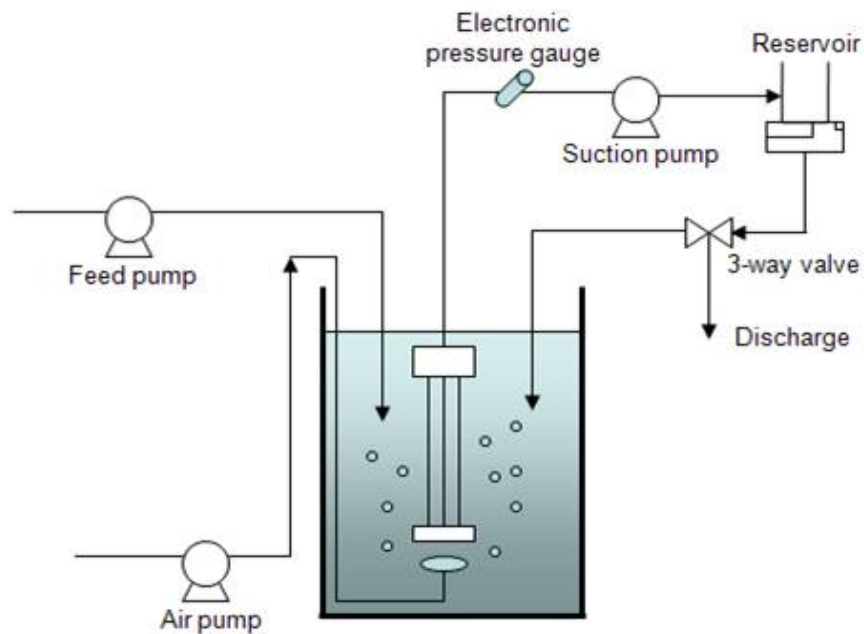 Electronic
pressure gauge
Reservoir
Suction pump
Feed pump
3-way valve
Discharge
Air pump